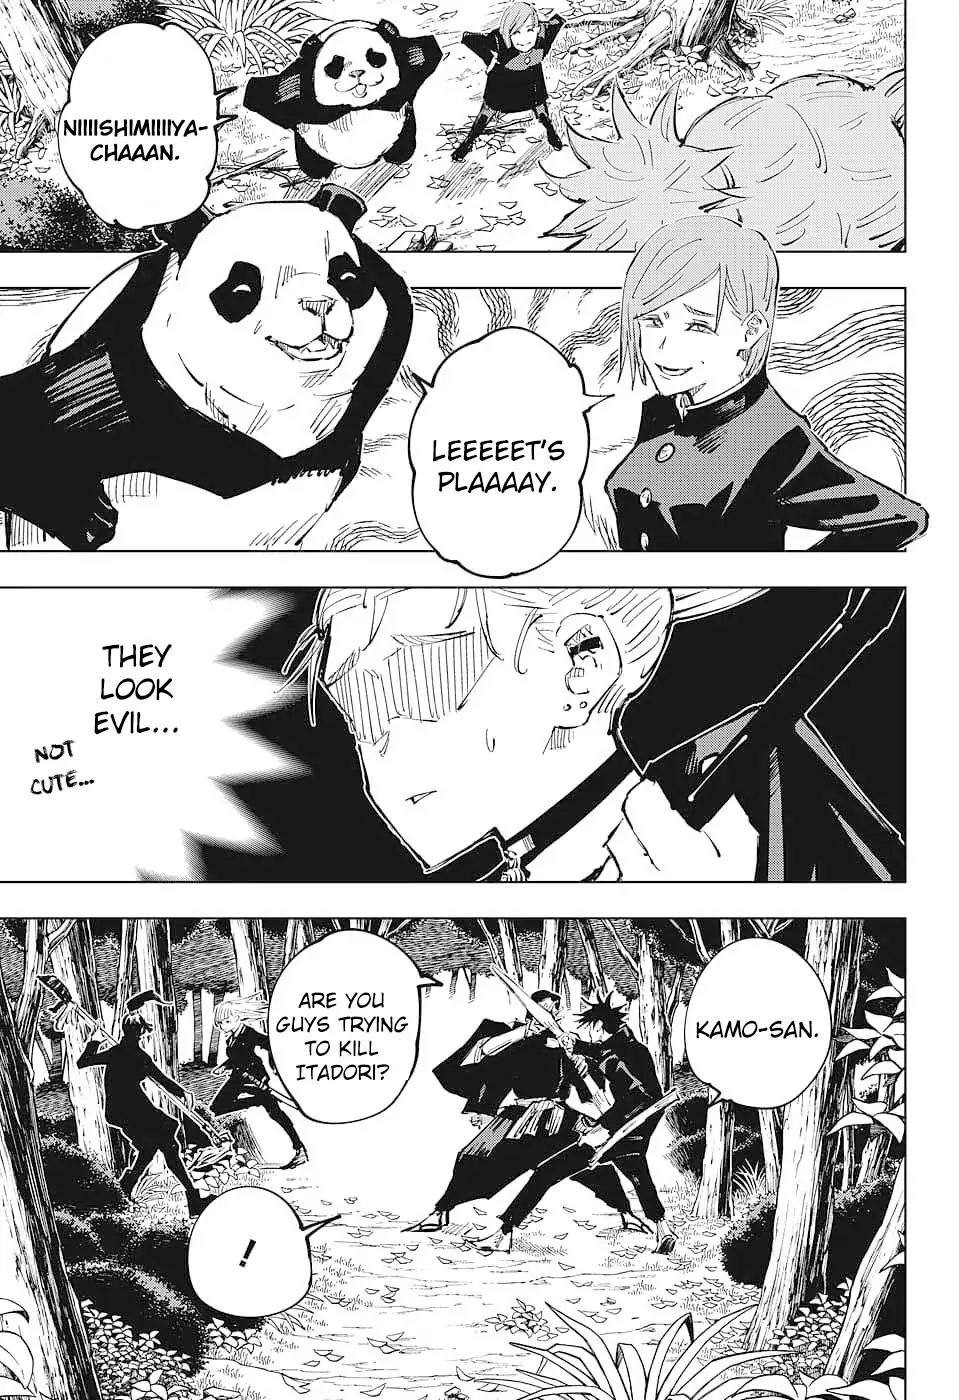 NIIIISHIMIIIIYA-
CHAAAN.
LEEEEET'S
PLAAAAY.
THEY
LOOK
EVIL...
NOT
CUTE...
KAMO-SAN.
ARE YOU
GUYS TRYING
TO KILL
ITADORI?
!